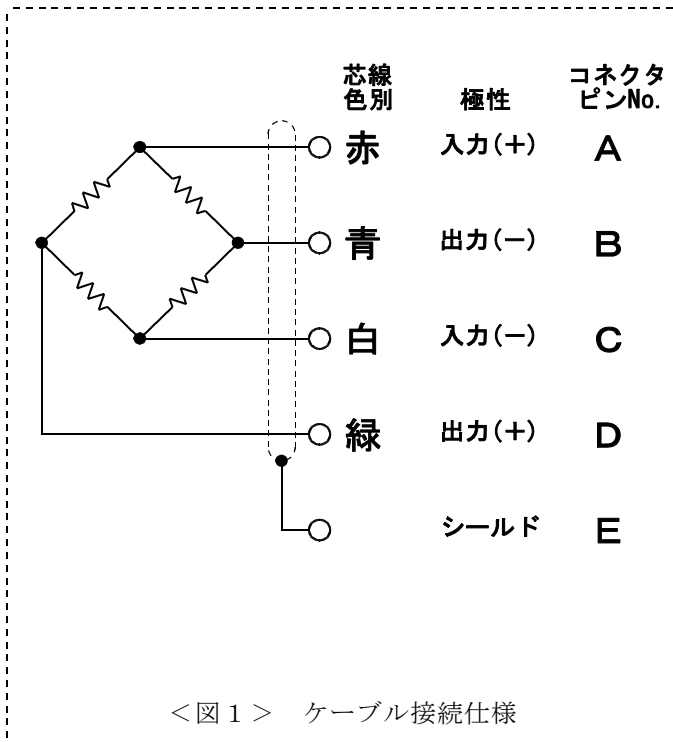 芯線 コネクタ
色別 極性 ピンNo.
赤 入力(＋) A
青 出力(－) B
白 入力(－) C
緑 出力(＋) D
シールド E
＜図１＞　ケーブル接続仕様